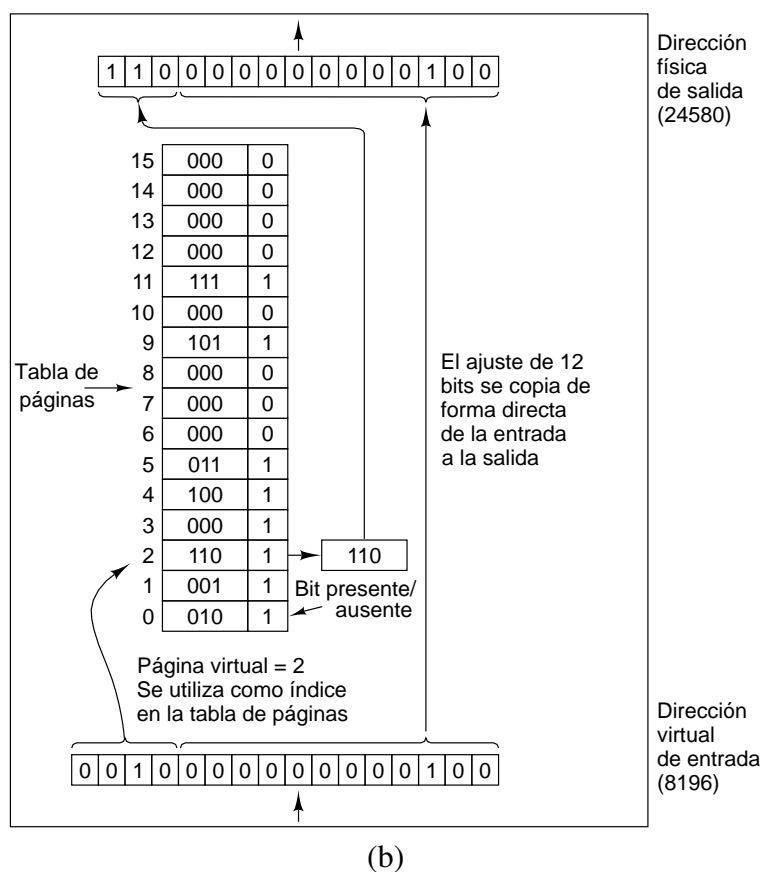 1 1 0 0 0 0 0 0 0 0 0 0 1 0 0
Dirección
física
de salida
(24580)
15 000 0
14 000 0
13 000 0
12 000 0
11 111 1
10 000 0
9 101 1
8 000 0
7 000 0
6 000 0
5 011 1
4 100 1
3 000 1
2 110 1 110
1 001 1
0 010 1
Tabla de
páginas
El ajuste de 12
bits se copia de
forma directa
de la entrada
a la salida
Bit presente/
ausente
Página virtual = 2
Se utiliza como índice
en la tabla de páginas
0 0 1 0 0 0 0 0 0 0 0 0 0 1 0 0
Dirección
virtual
de entrada
(8196)
(b)